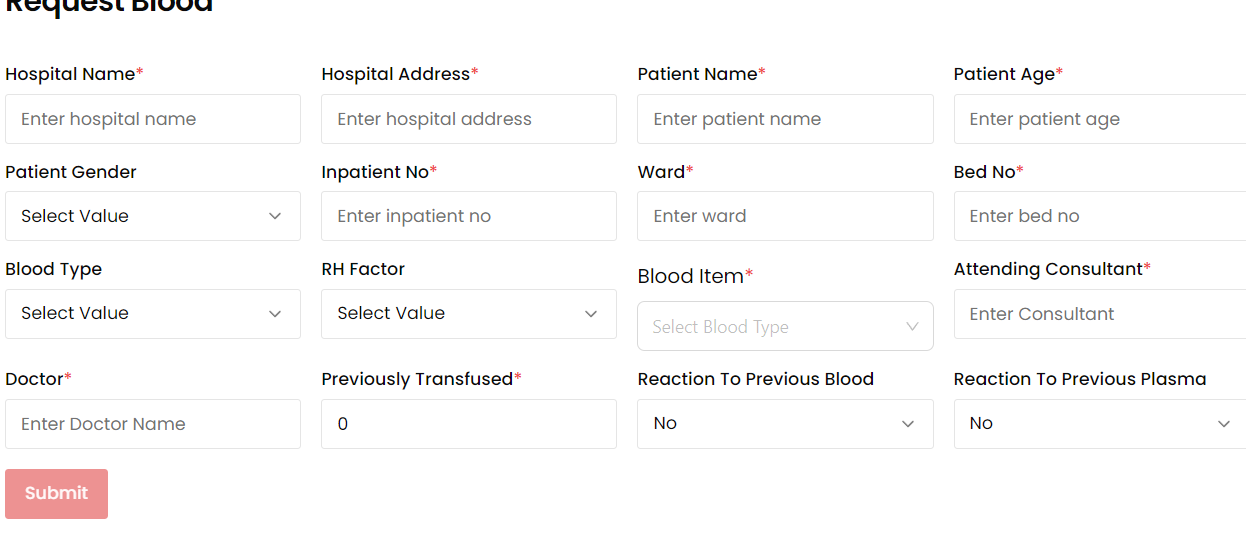 Request Blood
Hospital Name* Hospital Address* Patient Name* Patient Age*
Enter hospital name Enter hospital address Enter patient name Enter patient age
Patient Gender Inpatient No* Ward* Bed No*
Select Value Enter inpatient no Enter ward Enter bed no
Blood Type RH Factor Blood Item* Attending Consultant*
Select Value Select Value Select Blood Type Enter Consultant
Doctor* Previously Transfused* Reaction To Previous Blood Reaction To Previous Plasma
Enter Doctor Name 0 No No
Submit